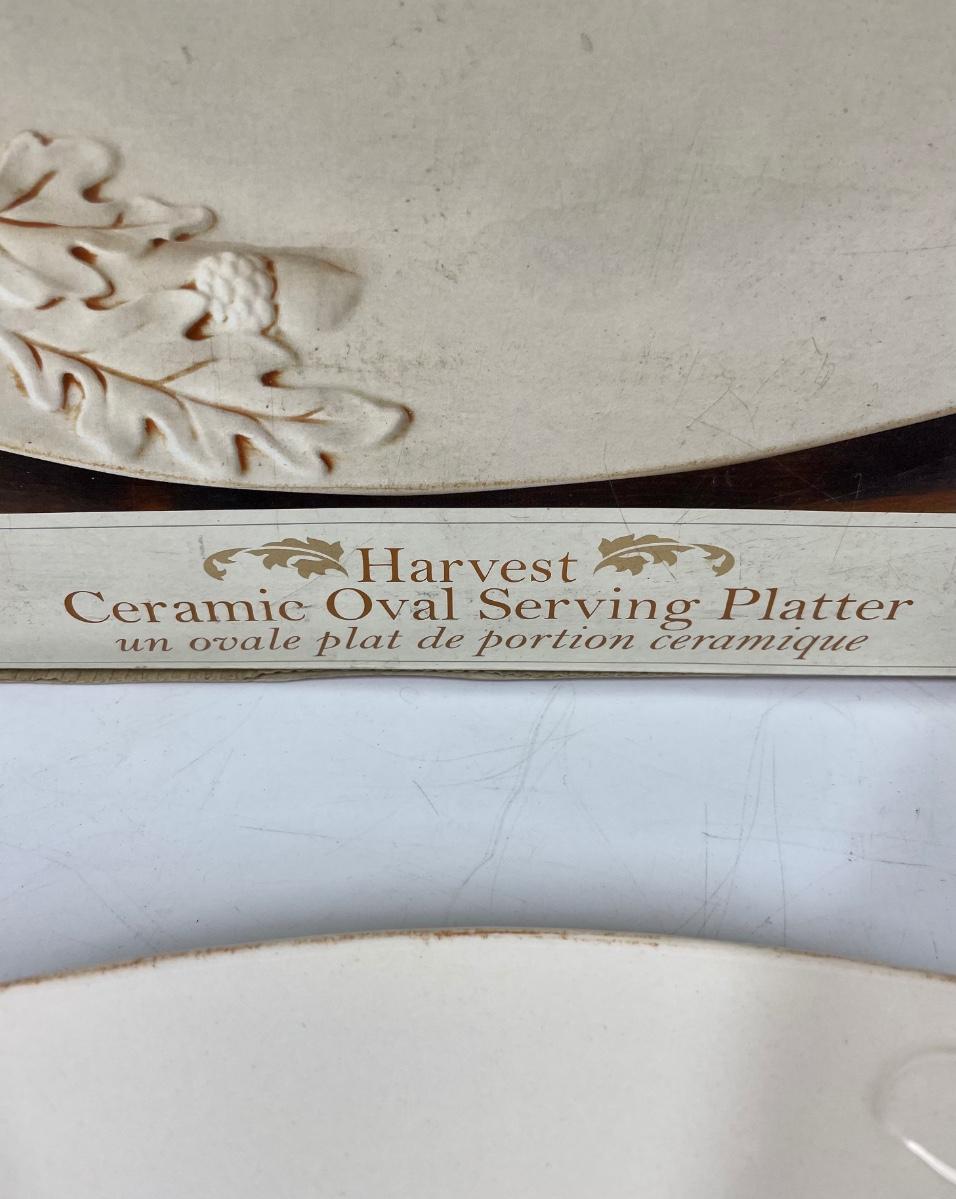 Harvest
Ceramic Oval Serving Platter
un ovale plat de portion ceramique